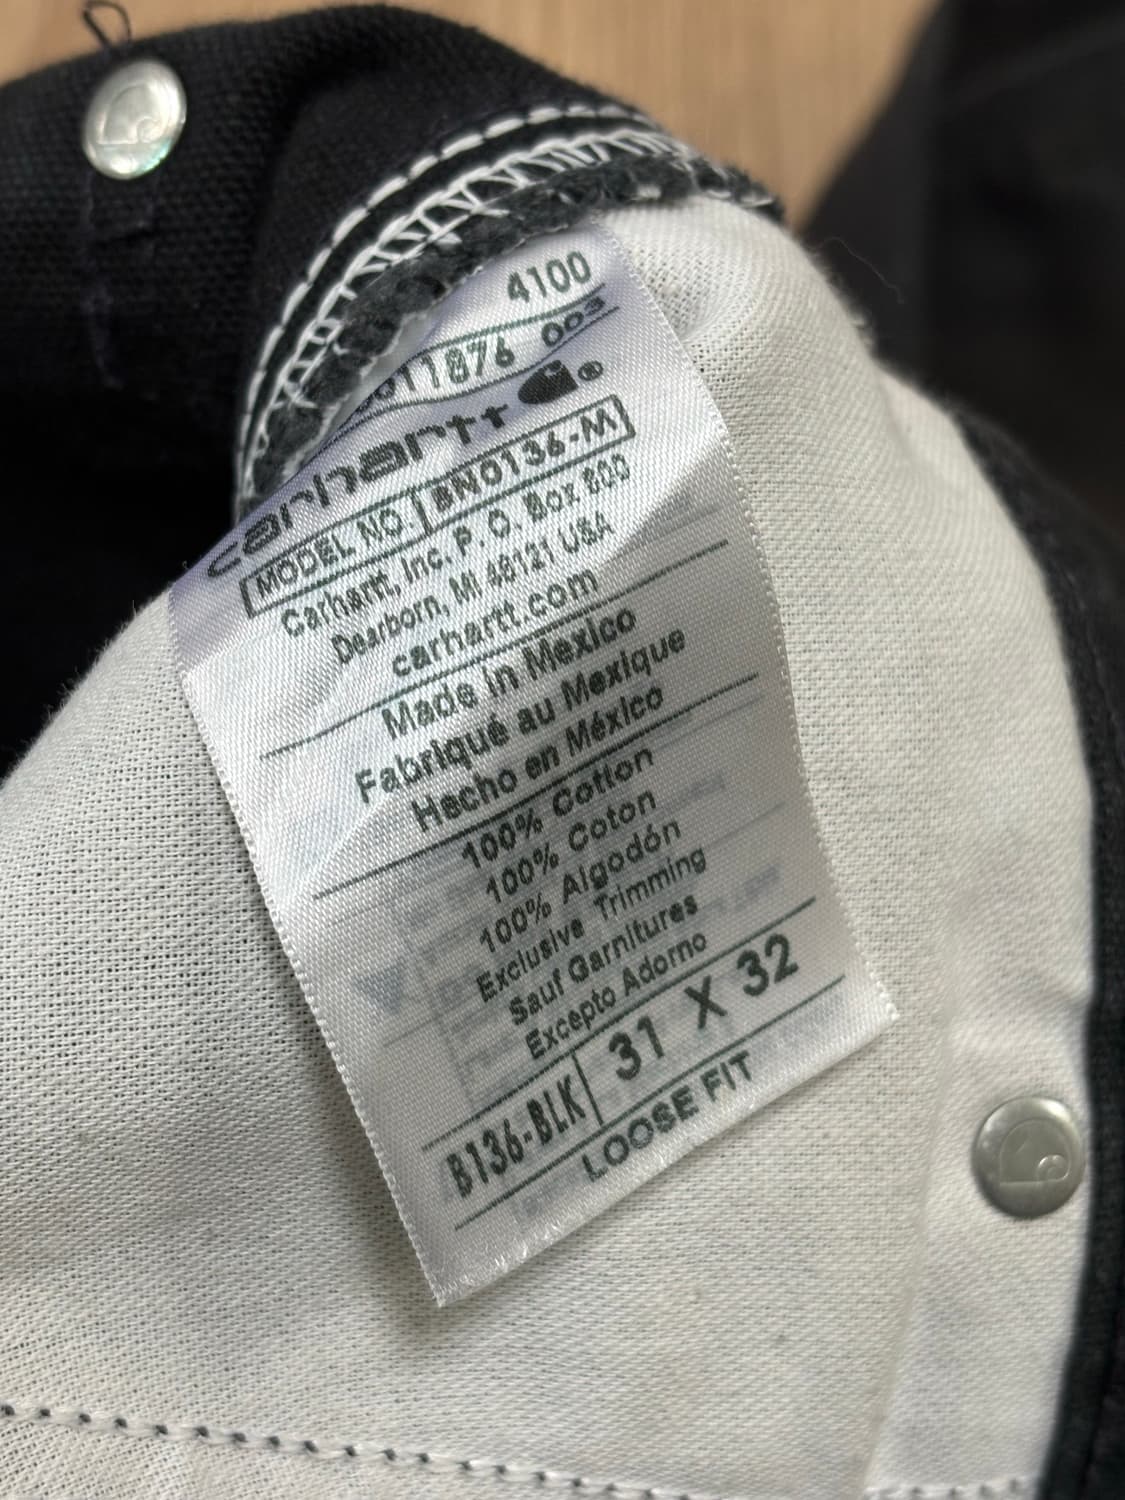 4100
0011876 003
carhartt ®
MODEL NO. BN0136-M
Carhartt, Inc. P. O. Box 600
Dearborn, MI 48121 USA
carhartt.com
Made in Mexico
Fabriqué au Mexique
Hecho en México
100% Cotton
100% Coton
100% Algodón
Exclusive Trimming
Sauf Garnitures
Excepto Adorno
B136-BLK 31 X 32
LOOSE FIT